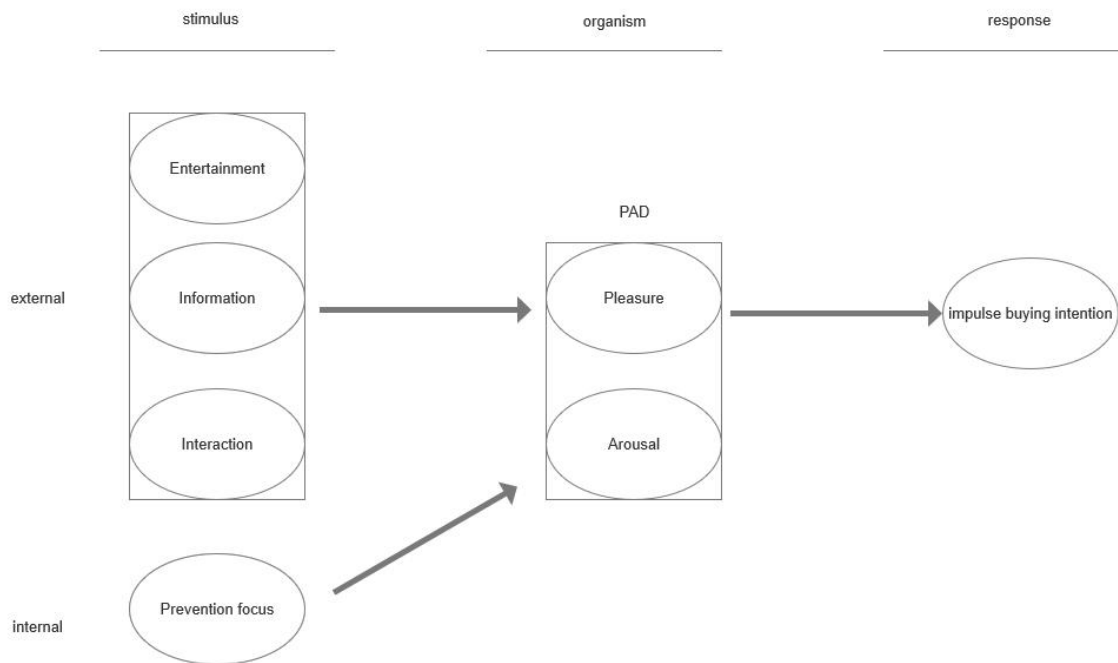 stimulus
organism
response
Entertainment
PAD
external
Information
Pleasure
impulse buying intention
Interaction
Arousal
Prevention focus
internal